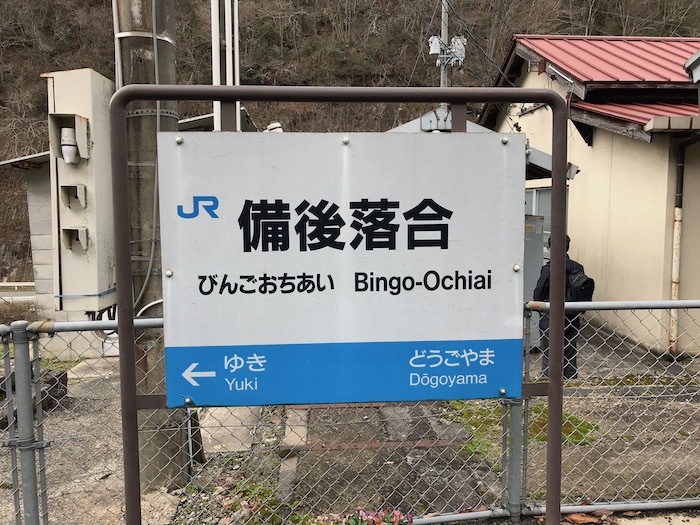 JR
備後落合
びんごおちあい Bingo-Ochiai
← ゆき どうごやま
Yuki Dōgoyama